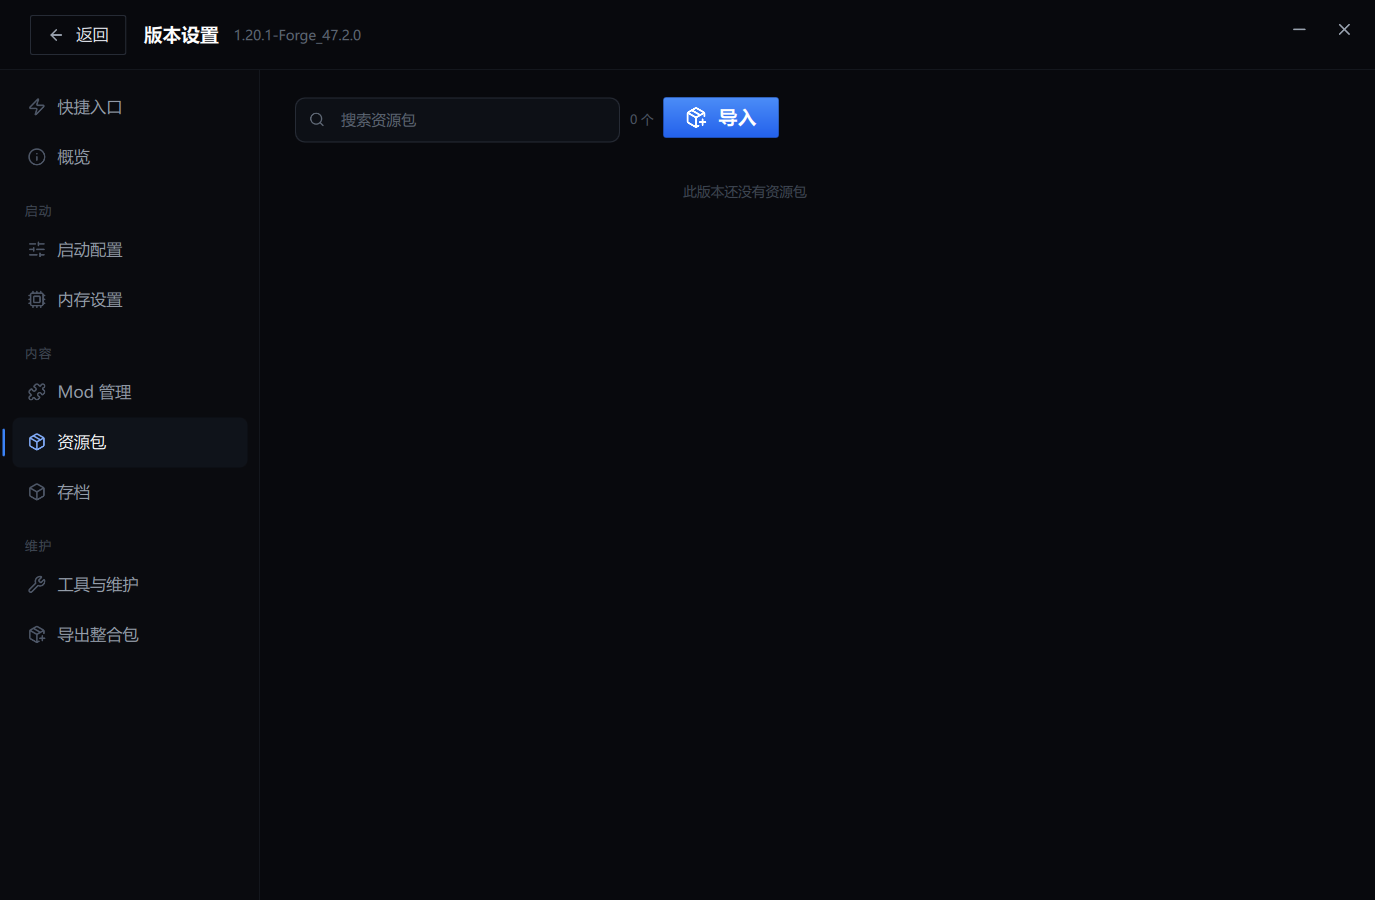 返回
版本设置
1.20.1-Forge_47.2.0
快捷入口
概览
启动
启动配置
内存设置
内容
Mod 管理
资源包
存档
维护
工具与维护
导出整合包
搜索资源包
0 个
导入
此版本还没有资源包